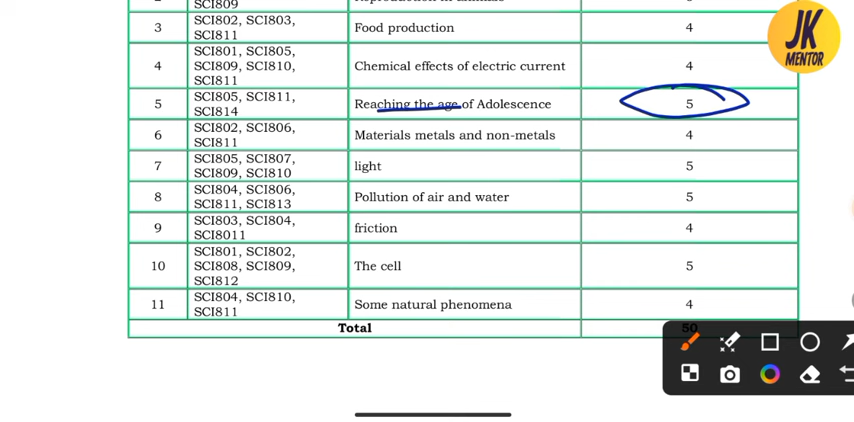 SCI809
3 SCI802, SCI803, Food production 4
SCI811
SCI801, SCI805,
4 SCI809, SCI810, Chemical effects of electric current 4
SCI811
5 SCI805, SCI811, Reaching the age of Adolescence 5
SCI814
6 SCI802, SCI806, Materials metals and non-metals 4
SCI811
7 SCI805, SCI807, light 5
SCI809, SCI810
8 SCI804, SCI806, Pollution of air and water 5
SCI811, SCI813
9 SCI803, SCI804, friction 4
SCI8011
SCI801, SCI802,
10 SCI808, SCI809, The cell 5
SCI812
11 SCI804, SCI810, Some natural phenomena 4
SCI811
Total 50
JK
MENTOR